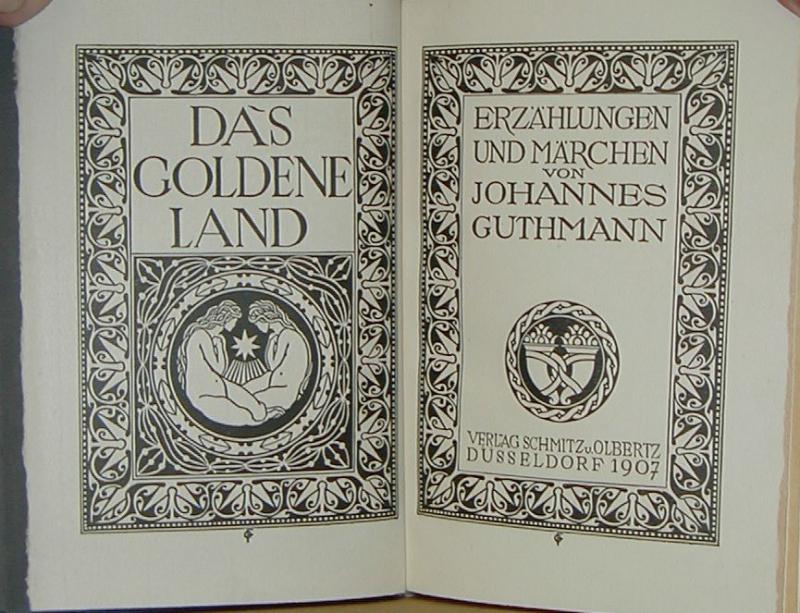 DAS
GOLDENE
LAND
ERZÄHLUNGEN
UND MÄRCHEN
VON
JOHANNES
GUTHMANN
VERLAG SCHMITZ U. OLBERTZ
DÜSSELDORF 1907